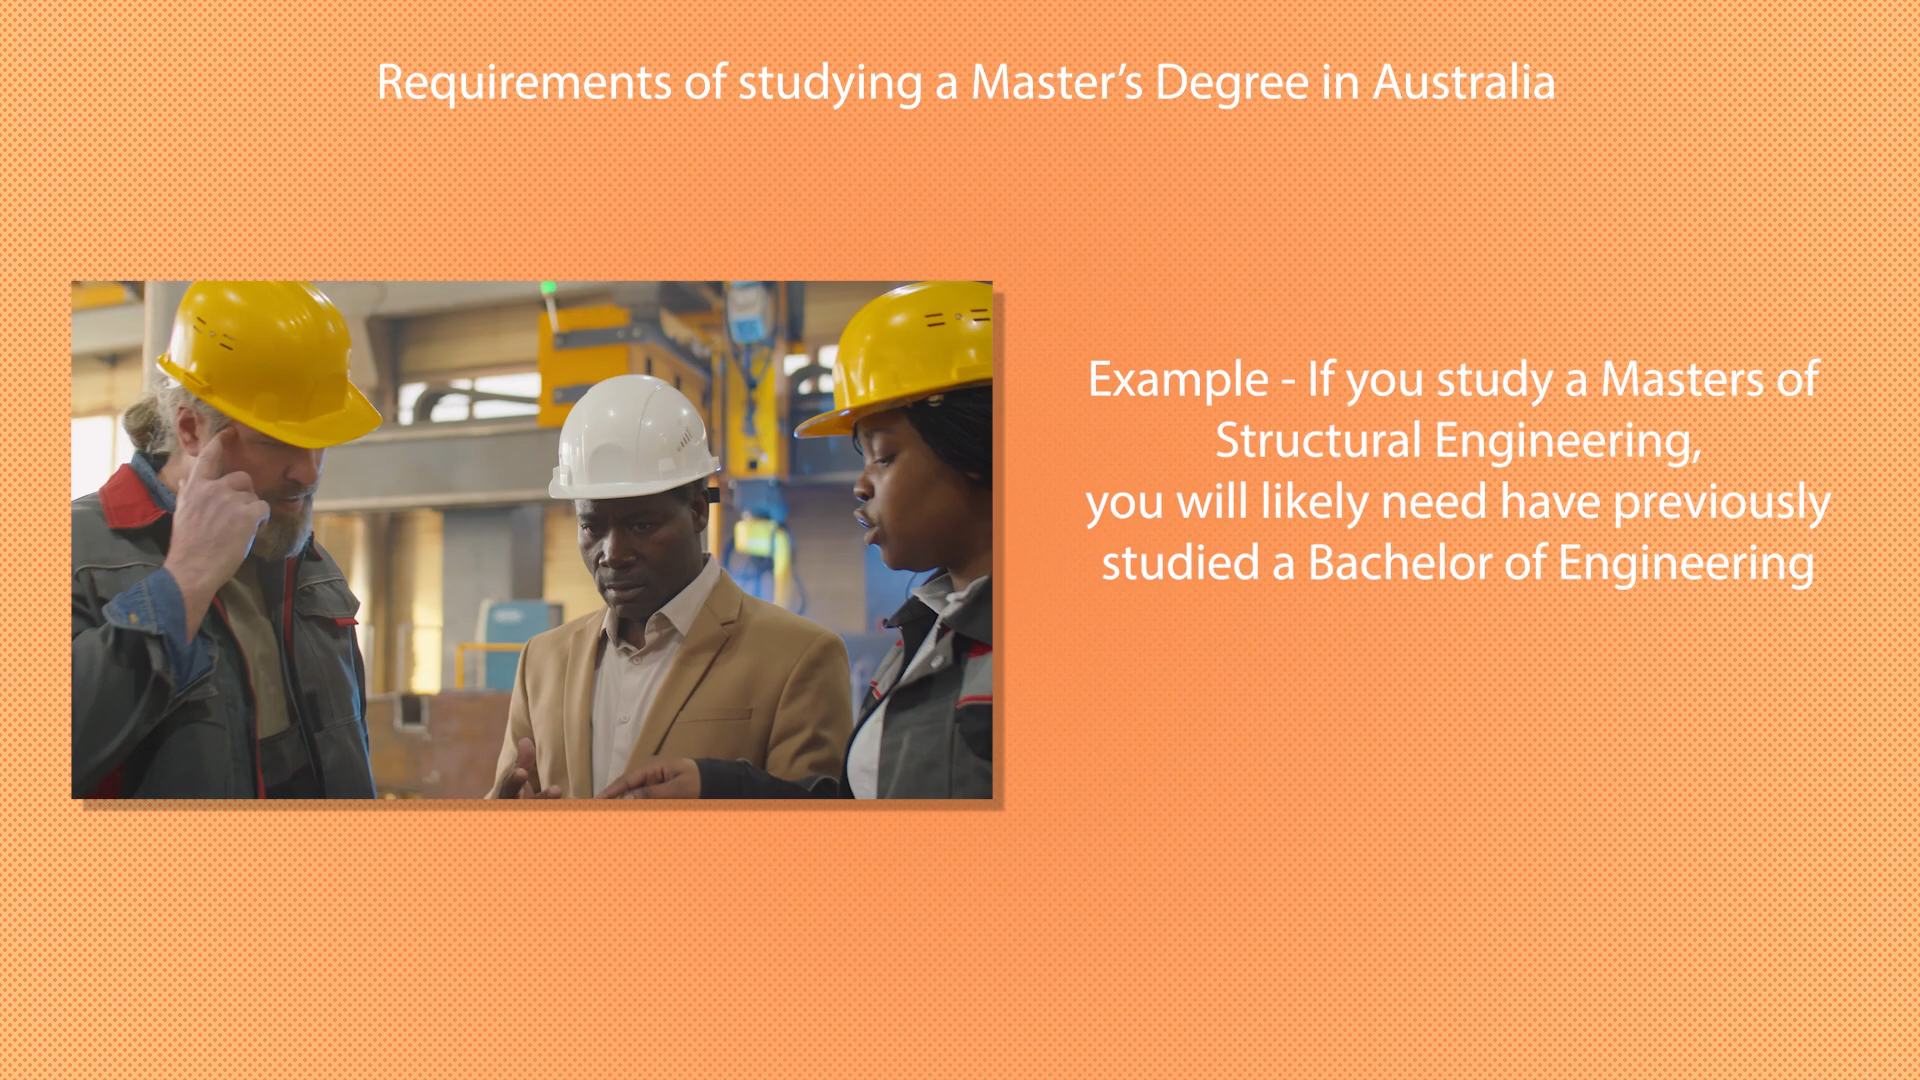 Requirements of studying a Master’s Degree in Australia
Example - If you study a Masters of
Structural Engineering,
you will likely need have previously
studied a Bachelor of Engineering